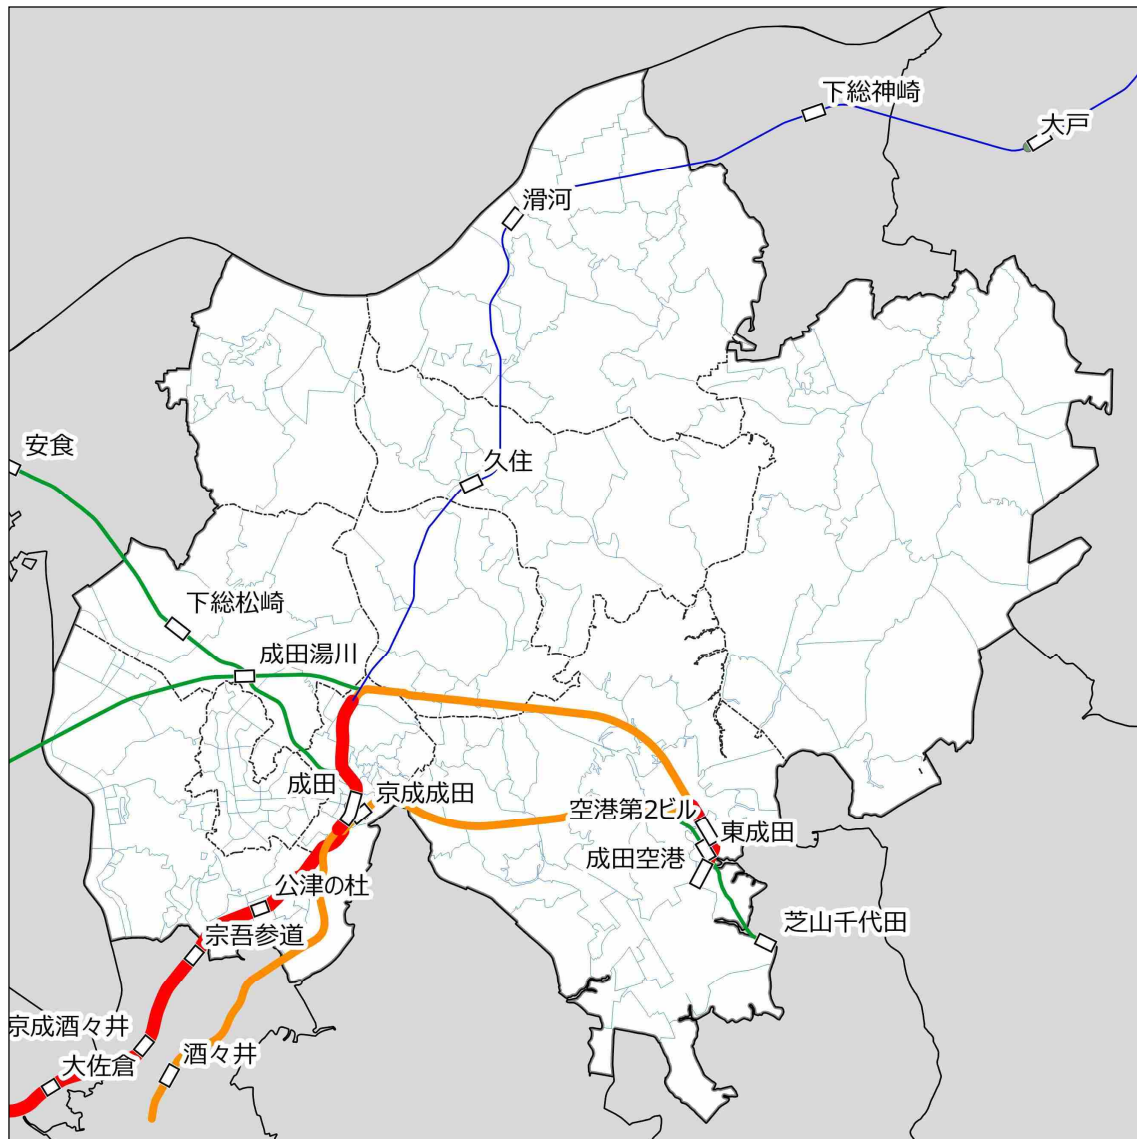 下総神崎
大戸
滑河
安食
久住
下総松崎
成田湯川
成田
京成成田
空港第2ビル
東成田
成田空港
公津の杜
芝山千代田
宗吾参道
京成酒々井
酒々井
大佐倉